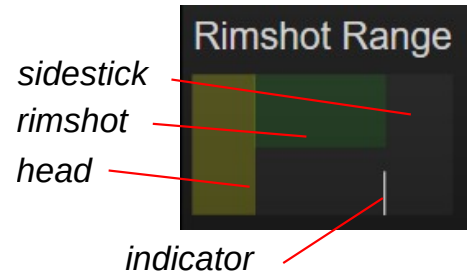 Rimshot Range
sidestick
rimshot
head
indicator